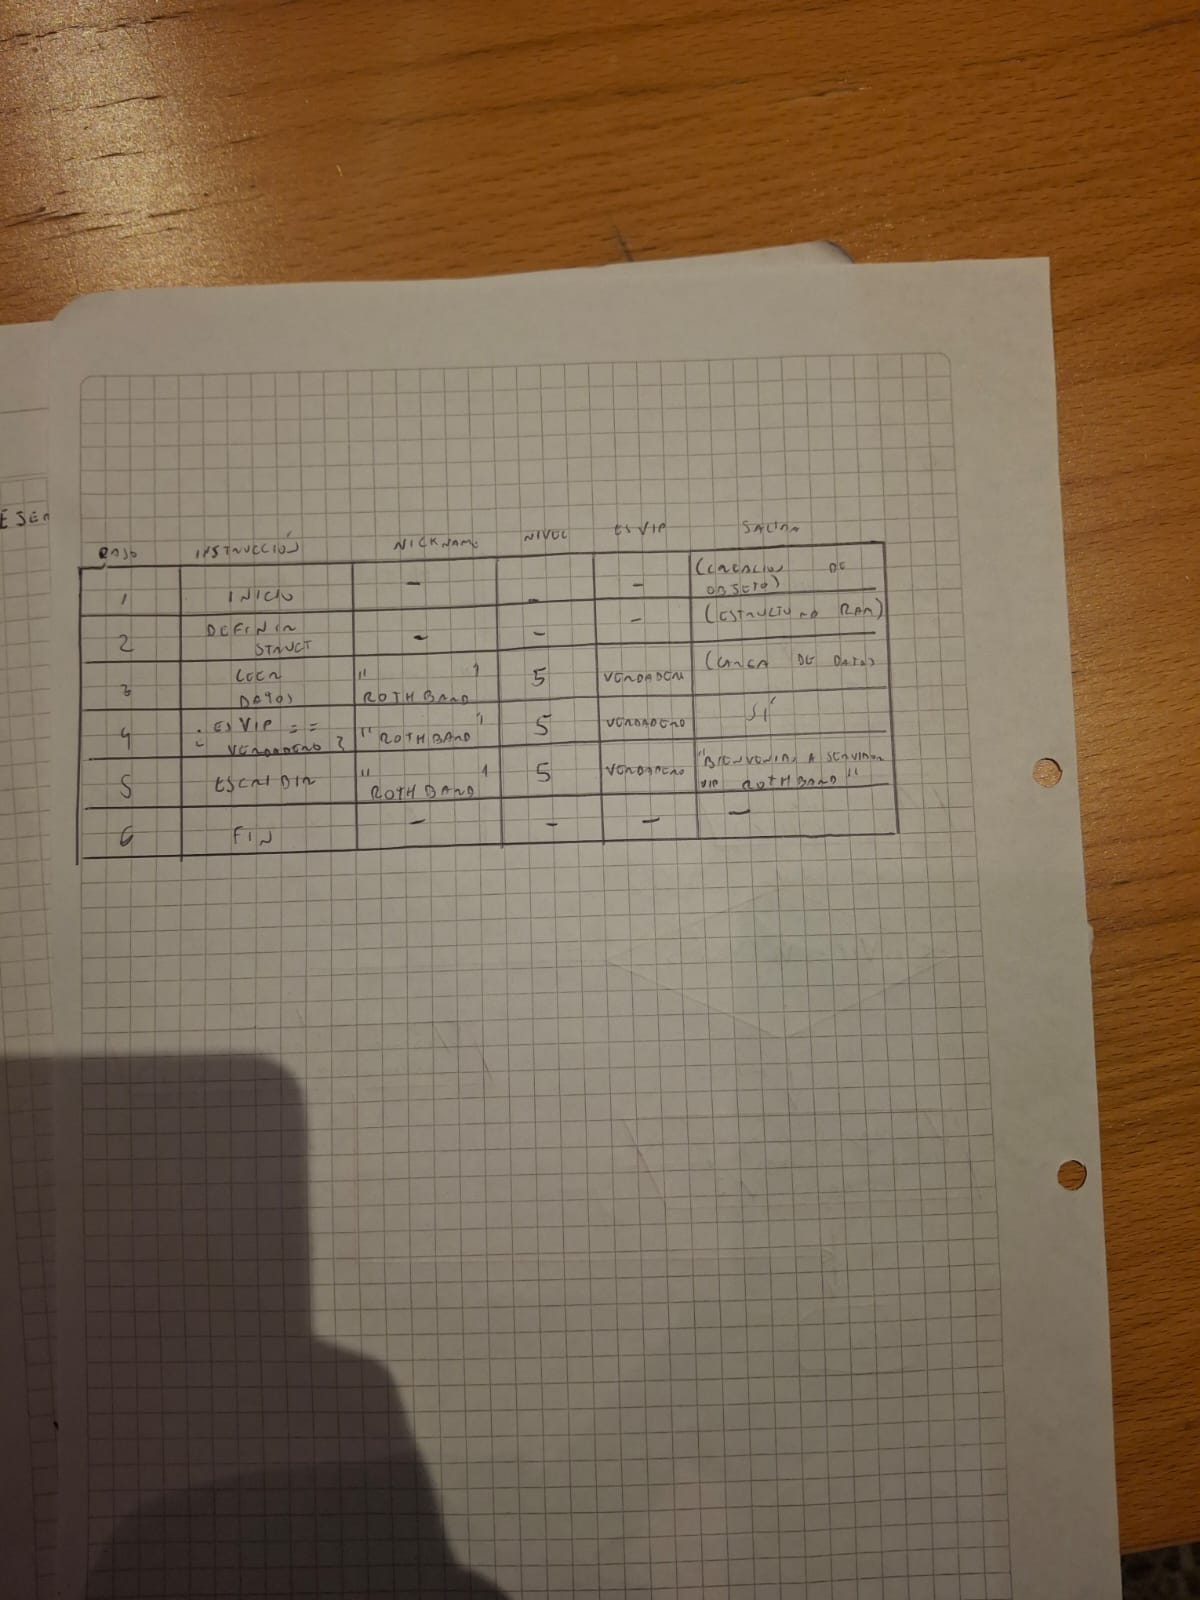 PASO INSTRUCCIÓN NICKNAME NIVEL ES VIP SALIDA
1 INICIO - - - (CREACION DE OBJETO)
2 DEFINIR STRUCT - - - (ESTRUCTURA RAM)
3 LEER DATOS "ROTHBARD" 5 VERDADERO (CARGA DE DATOS)
4 ¿ES VIP == VERDADERO? "ROTHBARD" 5 VERDADERO SÍ
5 ESCRIBIR "ROTHBARD" 5 VERDADERO "BIENVENIDO A SERVIDOR VIP ROTHBARD"
6 FIN - - - -